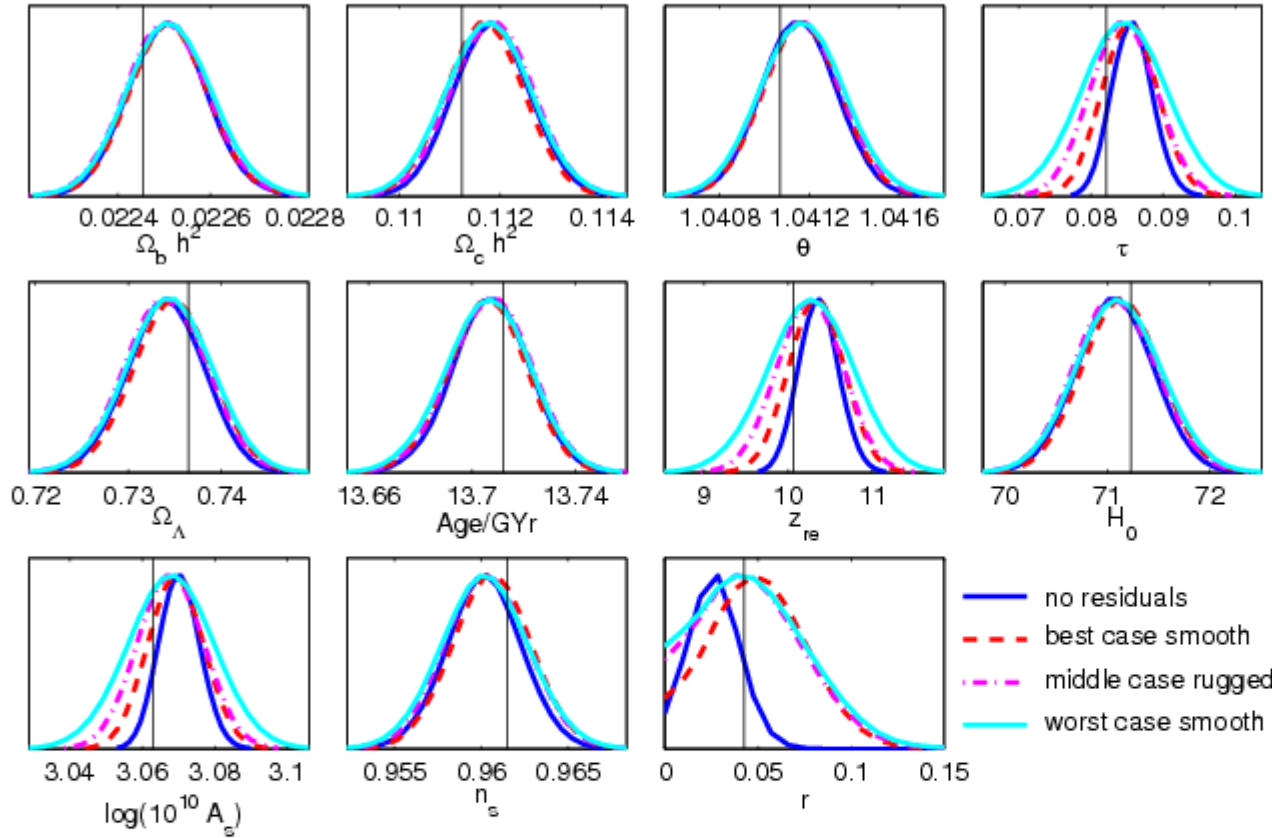 0.0224 0.0226 0.0228
Ω_b h²
0.11 0.112 0.114
Ω_c h²
1.0408 1.0412 1.0416
θ
0.07 0.08 0.09 0.1
τ
0.72 0.73 0.74
Ω_Λ
13.66 13.7 13.74
Age/GYr
9 10 11
z_re
70 71 72
H_0
3.04 3.06 3.08 3.1
log(10¹⁰ A_s)
0.955 0.96 0.965
n_s
0 0.05 0.1 0.15
r
no residuals
best case smooth
middle case rugged
worst case smooth